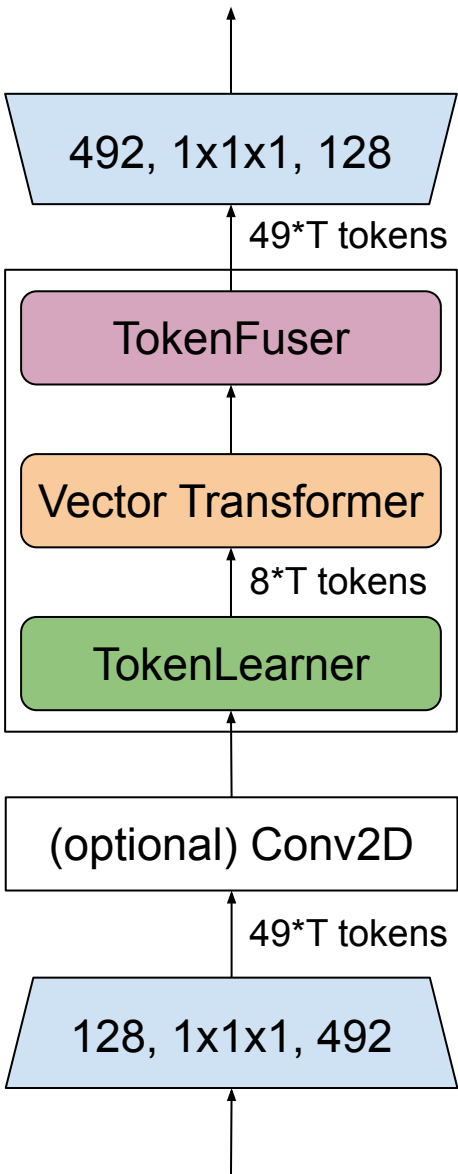 492, 1x1x1, 128
49*T tokens
TokenFuser
Vector Transformer
8*T tokens
TokenLearner
(optional) Conv2D
49*T tokens
128, 1x1x1, 492